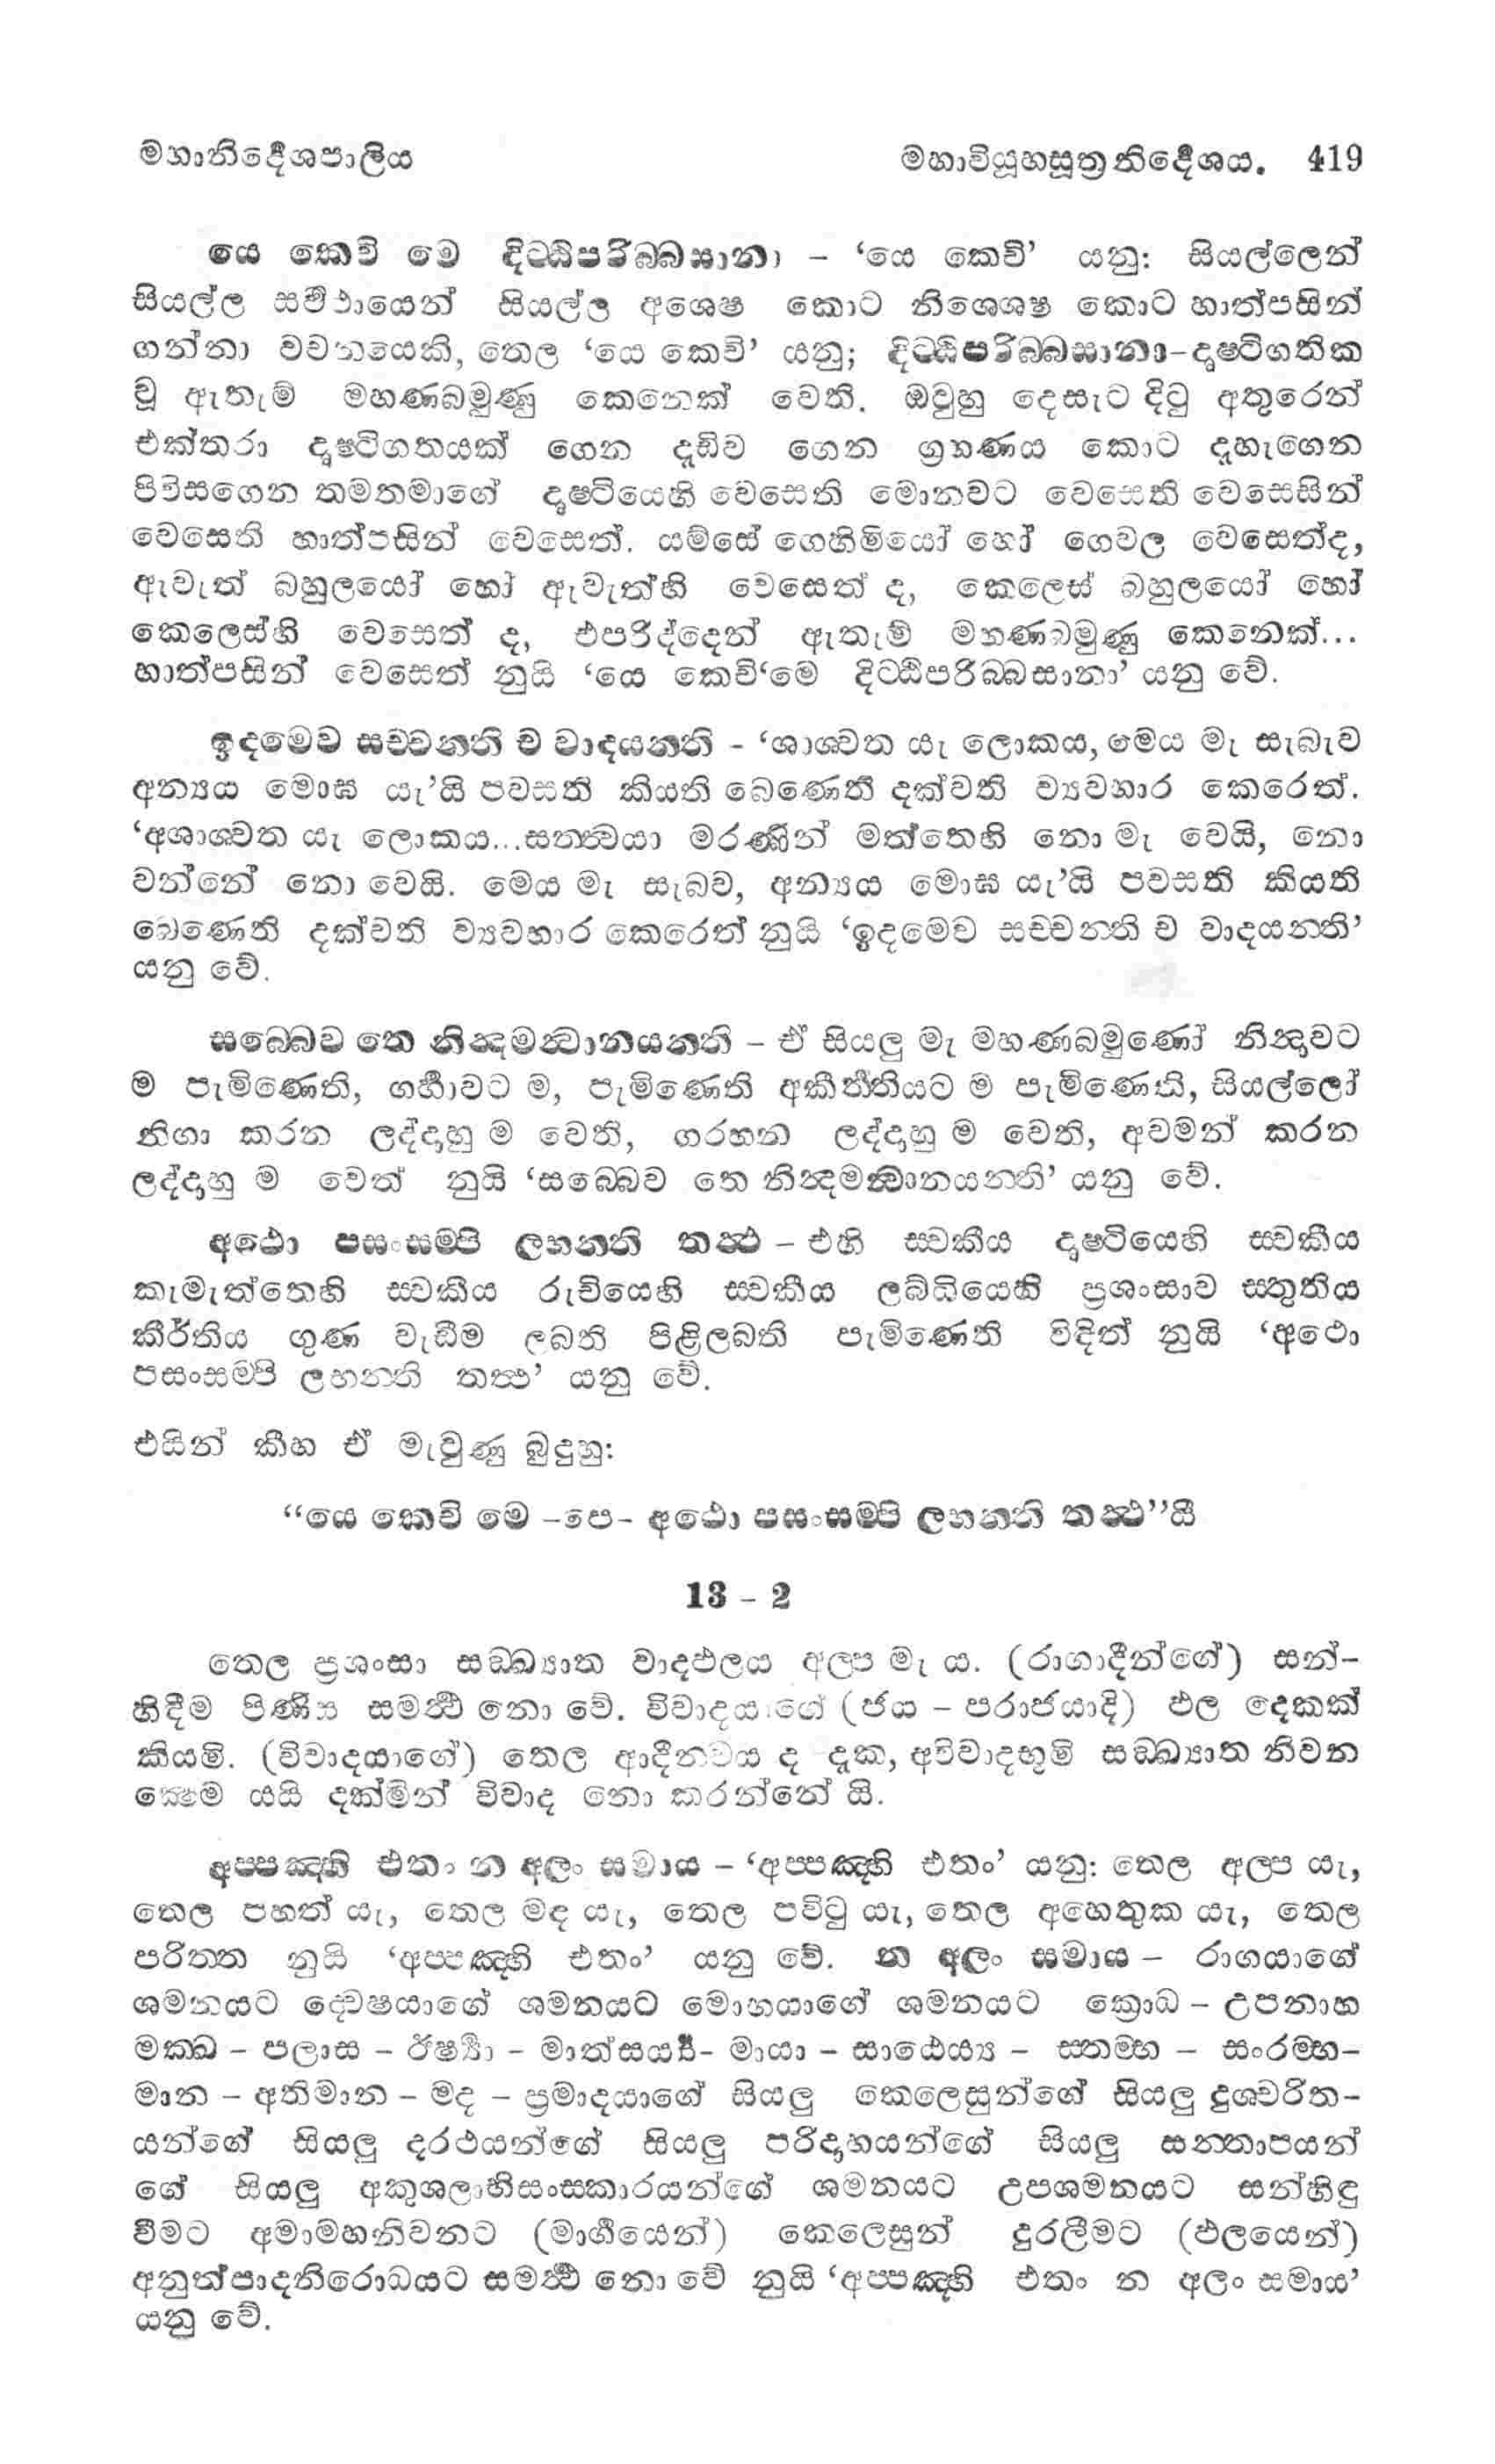 මහානිර්දේශපාලිය මහාවියූහසූත්‍රනිර්දේශය. 419
යෙ කෙචි මෙ දිට්ඨිපරිබ්බසානා – ‘යෙ කෙචි’ යනු: සියල්ලෙන්
සියල්ල සර්‍වථායෙන් සියල්ල අශෙෂ කොට නිශෙශෂ කොට හාත්පසින්
ගන්නා වචනයෙකි, තෙල ‘යෙ කෙචි’ යනු; දිට්ඨිපරිබ්බසානා–දෘෂ්ටිගතික
වූ ඇතැම් මහණබමුණු කෙනෙක් වෙති. ඔවුහු දෙසැට දිටු අතුරෙන්
එක්තරා දෘෂ්ටිගතයක් ගෙන දැඩිව ගෙන ග්‍රහණය කොට දැහැගෙන
පිවිසගෙන තමතමාගේ දෘෂ්ටියෙහි වෙසෙති මොනවට වෙසෙති වෙසෙසින්
වෙසෙති හාත්පසින් වෙසෙත්. යම්සේ ගෙහිමියෝ හෝ ගෙවල වෙසෙත්ද,
ඇවැත් බහුලයෝ හෝ ඇවැත්හි වෙසෙත් ද, කෙලෙස් බහුලයෝ හෝ
කෙලෙස්හි වෙසෙත් ද, එපරිද්දෙන් ඇතැම් මහණබමුණු කෙනෙක්...
හාත්පසින් වෙසෙත් නුයි ‘යෙ කෙචි‘මෙ දිට්ඨිපරිබ්බසානා’ යනු වේ.
ඉදමෙව සච්චන්ති ච වාදයන්ති – ‘ශාශ්වත යැ ලොකය, මෙය මැ සැබැව
අන්‍යය මොඝ යැ’යි පවසති කියති බෙණෙති දක්වති ව්‍යවහාර කෙරෙත්.
‘අශාශ්වත යැ ලොකය...සත්ත්‍වයා මරණින් මත්තෙහි නො මැ වෙයි, නො
වන්නේ නො වෙයි. මෙය මැ සැබව, අන්‍යය මොඝ යැ’යි පවසති කියති
බෙණෙති දක්වති ව්‍යවහාර කෙරෙත් නුයි ‘ඉදමෙව සච්චන්ති ච වාදයන්ති’
යනු වේ.
සබ්බෙව තෙ නින්දමන්වානයන්ති – ඒ සියලු මැ මහණබමුණෝ නින්දාවට
ම පැමිණෙති, ගර්හාවට ම, පැමිණෙති අකීර්තියට ම පැමිණෙති, සියල්ලෝ
නිගා කරන ලද්දාහු ම වෙති, ගරහන ලද්දාහු ම වෙති, අවමන් කරන
ලද්දාහු ම වෙත් නුයි ‘සබ්බෙව තෙ නින්දමන්වානයන්ති’ යනු වේ.
අථො පසංසම්පි ලභන්ති තත්ථ – එහි ස්වකීය දෘෂ්ටියෙහි ස්වකීය
කැමැත්තෙහි ස්වකීය රුචියෙහි ස්වකීය ලබ්ධියෙහි ප්‍රශංසාව ස්තුතිය
කීර්තිය ගුණ වැඩීම ලබති පිළිලබති පැමිණෙති විඳිත් නුයි ‘අථො
පසංසම්පි ලභන්ති තත්ථ’ යනු වේ.
එයින් කීහ ඒ මැවුණු බුදුහු:
“යෙ කෙචි මෙ –පෙ– අථො පසංසම්පි ලභන්ති තත්ථ”යී
13 – 2
තෙල ප්‍රශංසා සඞ්ඛ්‍යාත වාදඵලය අල්ප මැ ය. (රාගාදීන්ගේ) සන්–
හිඳීම පිණිස සමර්ත්‍ථ නො වේ. විවාදයාගේ (ජය – පරාජයාදි) ඵල දෙකක්
කියමි. (විවාදයාගේ) තෙල ආදීනවය ද දැක, අවිවාදභූමි සඞ්ඛ්‍යාත නිවන
ක්‍ෂෙම යයි දක්මින් විවාද නො කරන්නේ යි.
අප්පඤ්හි එතං න අලං සමාය – ‘අප්පඤ්හි එතං’ යනු: තෙල අල්ප යැ,
තෙල පහත් යැ, තෙල මඳ යැ, තෙල පවිටු යැ, තෙල අහෙතුක යැ, තෙල
පරිත්ත නුයි ‘අප්පඤ්හි එතං’ යනු වේ. න අලං සමාය – රාගයාගේ
ශමනයට ද්වෙෂයාගේ ශමනයට මොහයාගේ ශමනයට ක්‍රොධ – උපනාහ
මක්ඛ – පලාස – ඊර්ෂ්‍යා – මාත්සර්‍ය්‍ය– මායා – සාඨෙය්‍ය – ස්තම්භ – සංරම්භ–
මාන – අතිමාන – මද – ප්‍රමාදයාගේ සියලු කෙලෙසුන්ගේ සියලු දුශ්චරිත–
යන්ගේ සියලු දරථයන්ගේ සියලු පරිදාහයන්ගේ සියලු සන්තාපයන්
ගේ සියලු අකුශලාභිසංස්කාරයන්ගේ ශමනයට උපශමනයට සන්හිඳු
වීමට අමාමහනිවනට (මාර්ගයෙන්) කෙලෙසුන් දුරලීමට (ඵලයෙන්)
අනුත්පාදනිරොධයට සමර්ත්‍ථ නො වේ නුයි ‘අප්පඤ්හි එතං න අලං සමාය’
යනු වේ.